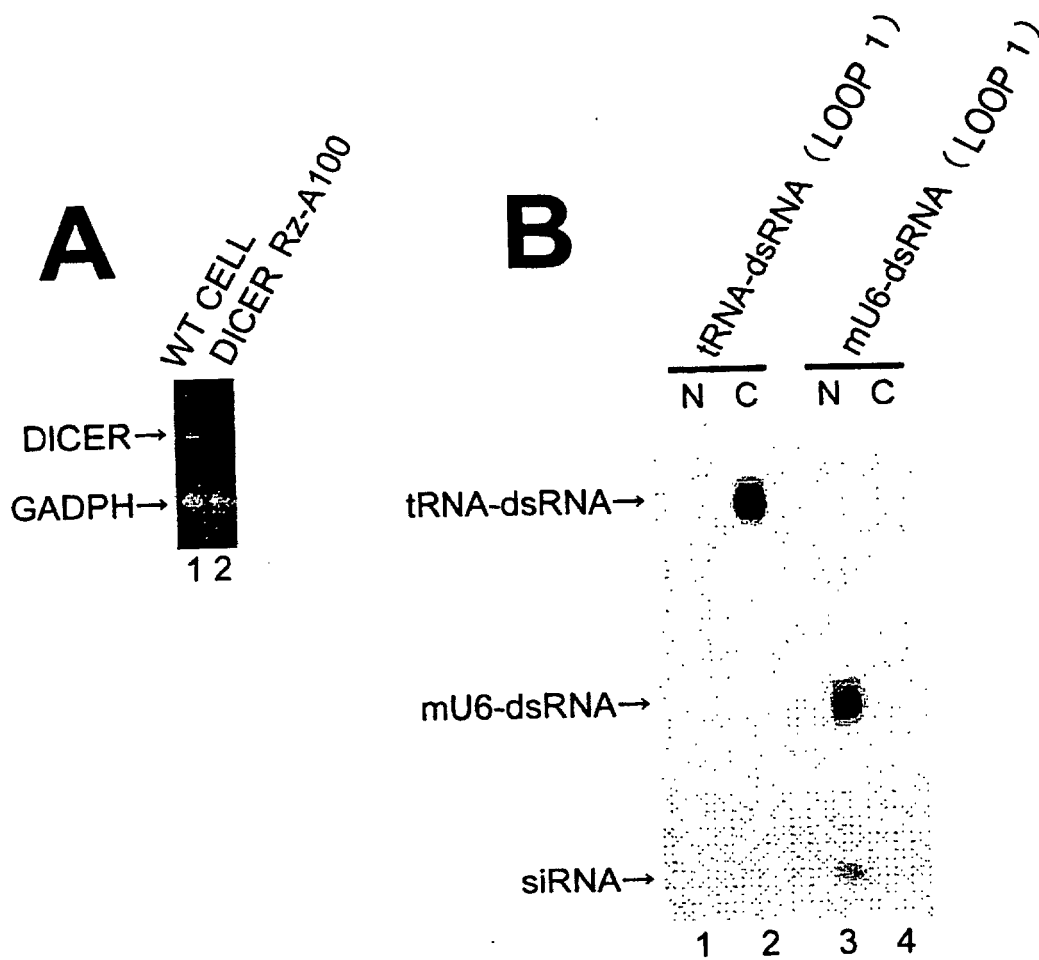 A
WT CELL
DICER Rz-A100
DICER→
GADPH→
1 2
B
tRNA-dsRNA (LOOP 1)
mU6-dsRNA (LOOP 1)
N C N C
tRNA-dsRNA→
mU6-dsRNA→
siRNA→
1 2 3 4